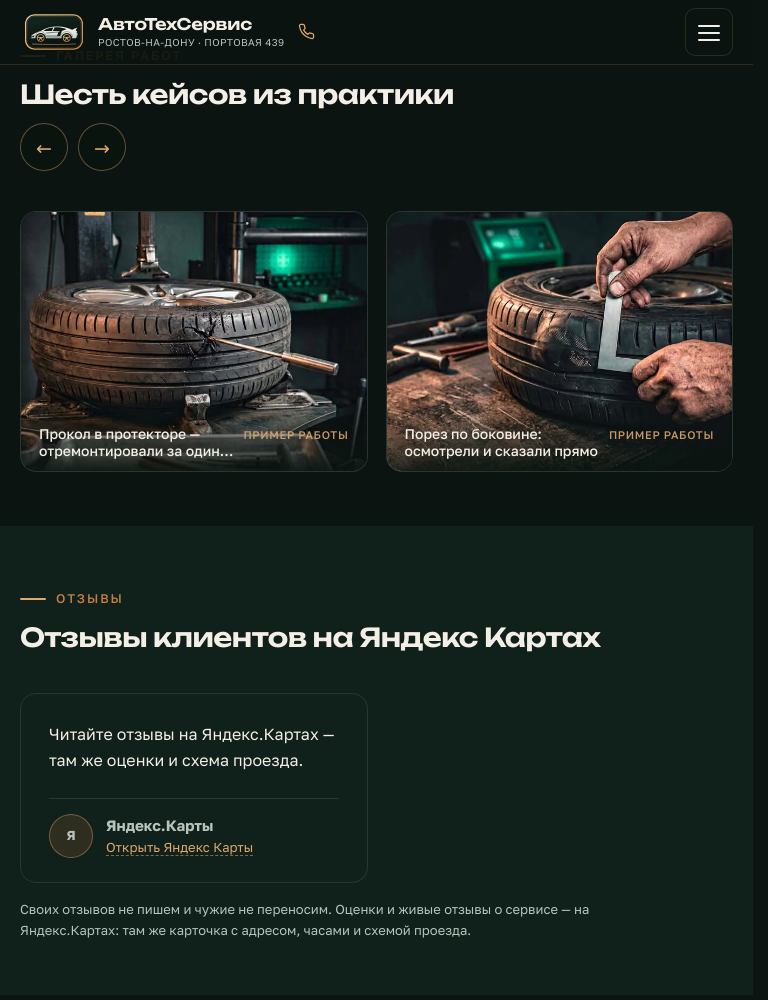 АвтоТехСервис
РОСТОВ-НА-ДОНУ · ПОРТОВАЯ 439
ГАЛЕРЕЯ РАБОТ
Шесть кейсов из практики
← →
Прокол в протекторе —
отремонтировали за один…
ПРИМЕР РАБОТЫ
Порез по боковине:
осмотрели и сказали прямо
ПРИМЕР РАБОТЫ
ОТЗЫВЫ
Отзывы клиентов на Яндекс Картах
Читайте отзывы на Яндекс.Картах —
там же оценки и схема проезда.
Я
Яндекс.Карты
Открыть Яндекс Карты
Своих отзывов не пишем и чужие не переносим. Оценки и живые отзывы о сервисе — на
Яндекс.Картах: там же карточка с адресом, часами и схемой проезда.